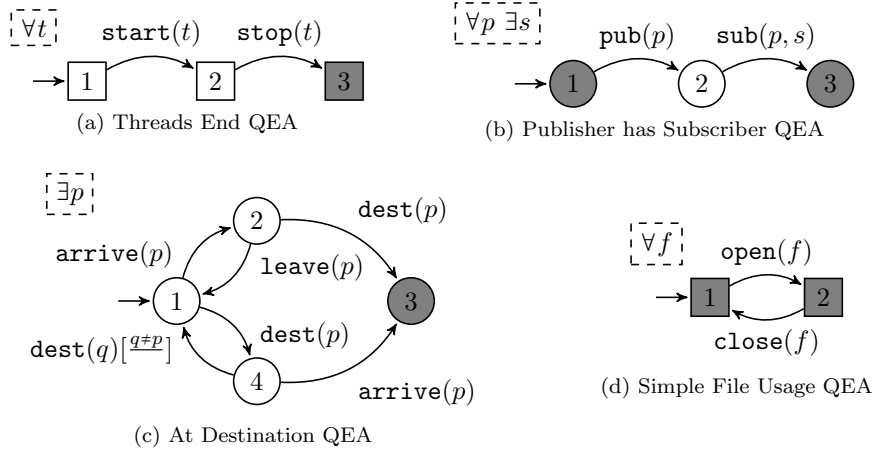 ∀t
start(t)
stop(t)
1
2
3
(a) Threads End QEA
∀p ∃s
pub(p)
sub(p, s)
1
2
3
(b) Publisher has Subscriber QEA
∃p
2
dest(p)
arrive(p)
leave(p)
1
3
dest(p)
dest(q)[q≠p]
4
arrive(p)
(c) At Destination QEA
∀f
open(f)
1
2
close(f)
(d) Simple File Usage QEA